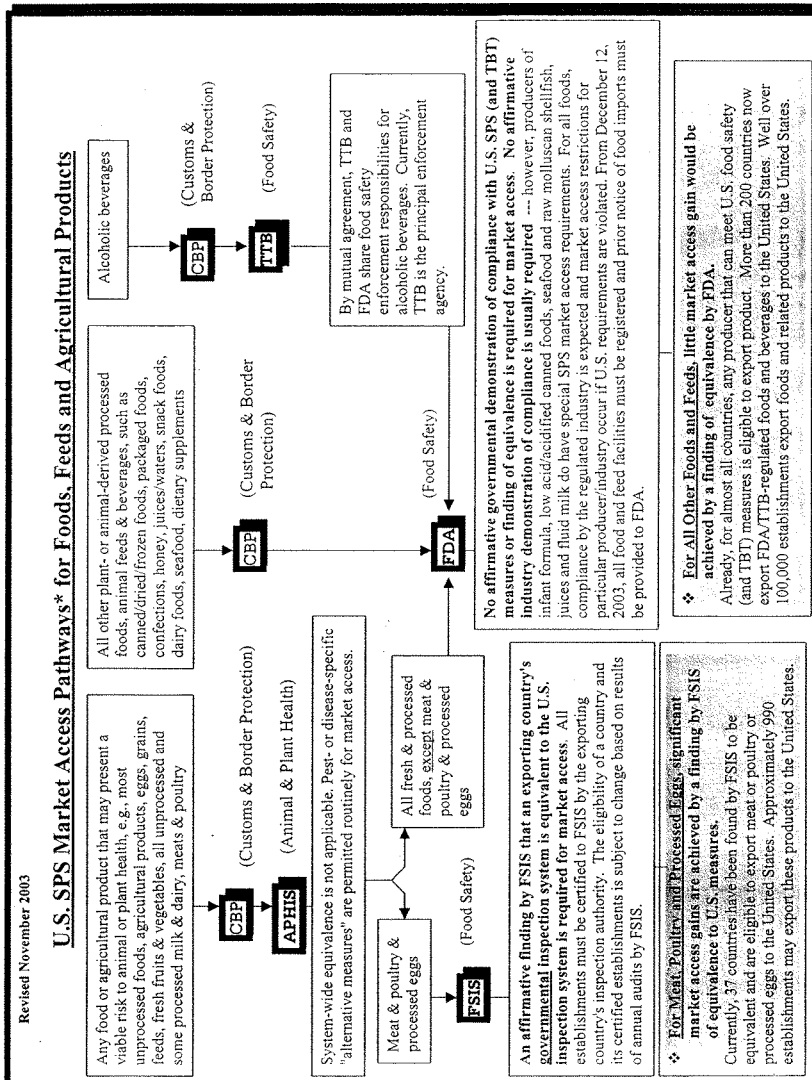 Revised November 2003
U.S. SPS Market Access Pathways* for Foods, Feeds and Agricultural Products
Any food or agricultural product that may present a
viable risk to animal or plant health, e.g., most
unprocessed foods, agricultural products, eggs, grains,
feeds, fresh fruits & vegetables, all unprocessed and
some processed milk & dairy, meats & poultry
CBP
(Customs & Border Protection)
APHIS
(Animal & Plant Health)
System-wide equivalence is not applicable. Pest- or disease-specific
"alternative measures" are permitted routinely for market access.
Meat & poultry &
processed eggs
All fresh & processed
foods, except meat &
poultry & processed
eggs
FSIS
(Food Safety)
An affirmative finding by FSIS that an exporting country's
governmental inspection system is equivalent to the U.S.
inspection system is required for market access. All
establishments must be certified to FSIS by the exporting
country's inspection authority. The eligibility of a country and
its certified establishments is subject to change based on results
of annual audits by FSIS.
❖ For Meat, Poultry and Processed Eggs, significant
market access gains are achieved by a finding by FSIS
of equivalence to U.S. measures.
Currently, 37 countries have been found by FSIS to be
equivalent and are eligible to export meat or poultry or
processed eggs to the United States. Approximately 990
establishments may export these products to the United States.
All other plant- or animal-derived processed
foods, animal feeds & beverages, such as
canned/dried/frozen foods, packaged foods,
confections, honey, juices/waters, snack foods,
dairy foods, seafood, dietary supplements
CBP
(Customs & Border
Protection)
FDA
(Food Safety)
Alcoholic beverages
CBP
(Customs &
Border Protection)
TTB
(Food Safety)
By mutual agreement, TTB and
FDA share food safety
enforcement responsibilities for
alcoholic beverages. Currently,
TTB is the principal enforcement
agency.
No affirmative governmental demonstration of compliance with U.S. SPS (and TBT)
measures or finding of equivalence is required for market access. No affirmative
industry demonstration of compliance is usually required --- however, producers of
infant formula, low acid/acidified canned foods, seafood and raw molluscan shellfish,
juices and fluid milk do have special SPS market access requirements. For all foods,
compliance by the regulated industry is expected and market access restrictions for
particular producer/industry occur if U.S. requirements are violated. From December 12,
2003, all food and feed facilities must be registered and prior notice of food imports must
be provided to FDA.
❖ For All Other Foods and Feeds, little market access gain would be
achieved by a finding of equivalence by FDA.
Already, for almost all countries, any producer that can meet U.S. food safety
(and TBT) measures is eligible to export product. More than 200 countries now
export FDA/TTB-regulated foods and beverages to the United States. Well over
100,000 establishments export foods and related products to the United States.